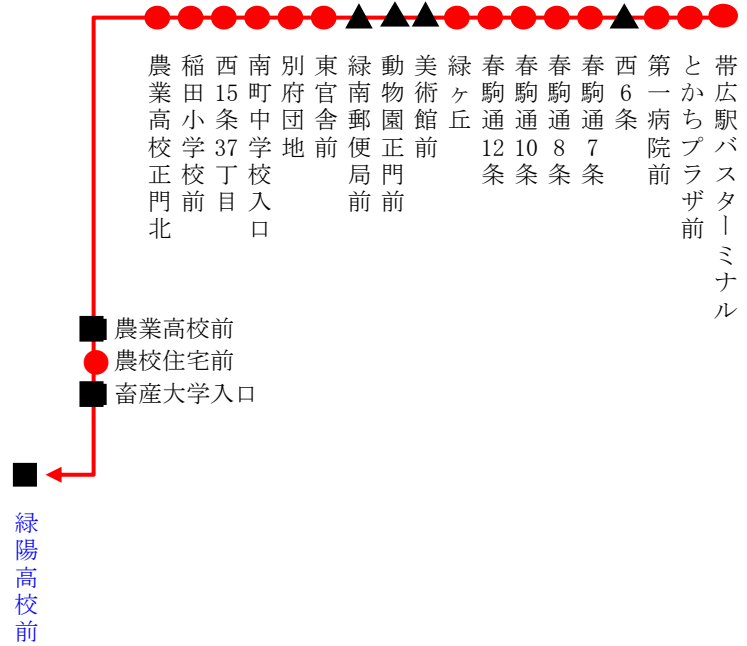 帯広駅バスターミナル
とかちプラザ前
第一病院前
西6条
春駒通7条
春駒通8条
春駒通10条
春駒通12条
緑ヶ丘
美術館前
動物園正門前
緑南郵便局前
東官舎前
別府団地
南町中学校入口
西15条37丁目
稲田小学校前
農業高校正門北
農業高校前
農校住宅前
畜産大学入口
緑陽高校前